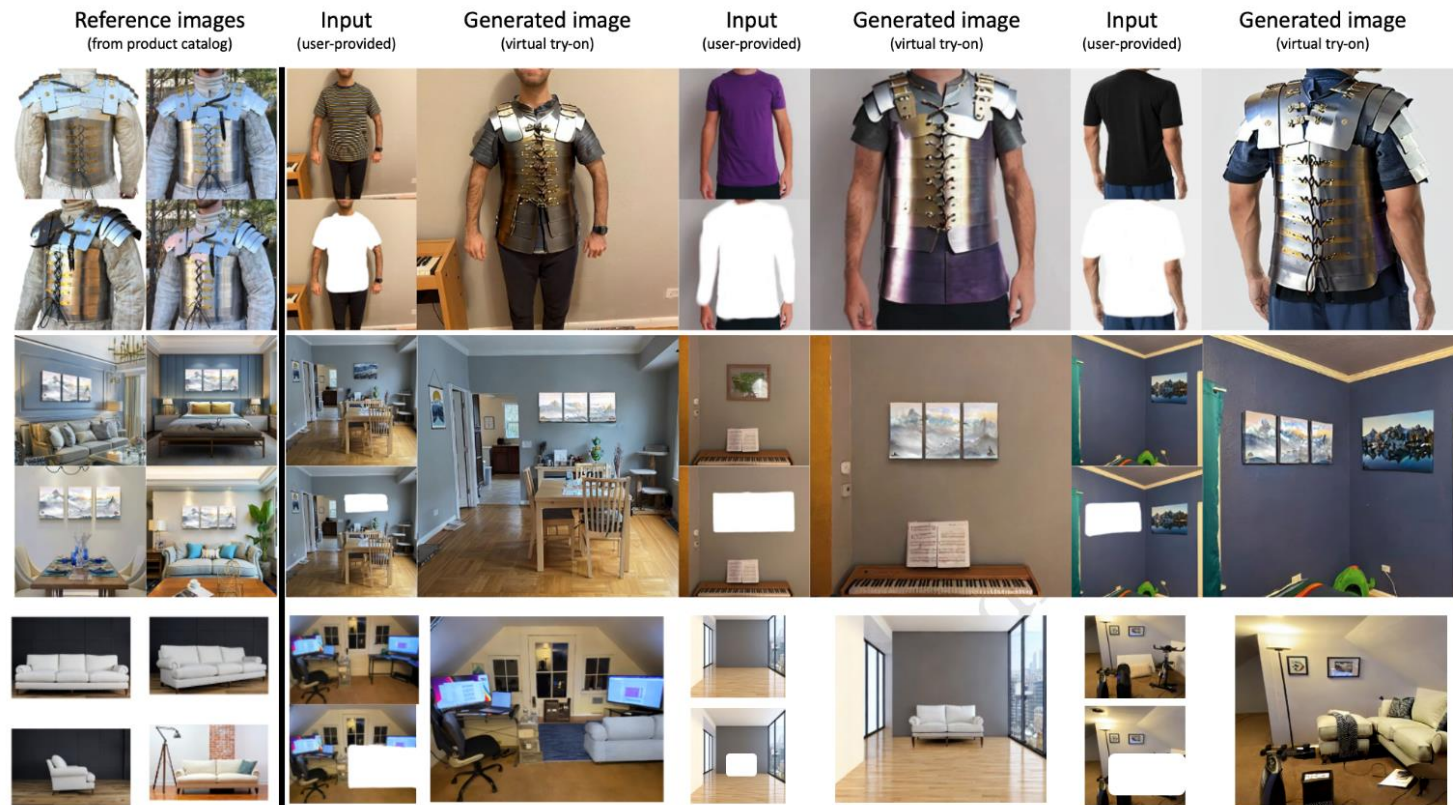 Reference images
(from product catalog)
Input
(user-provided)
Generated image
(virtual try-on)
Input
(user-provided)
Generated image
(virtual try-on)
Input
(user-provided)
Generated image
(virtual try-on)